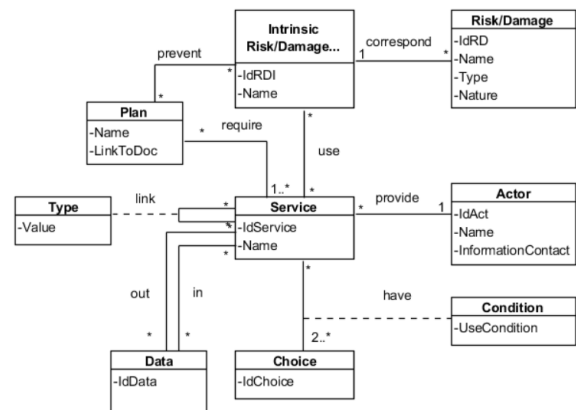 Intrinsic
Risk/Damage...
-IdRDI
-Name
Risk/Damage
-IdRD
-Name
-Type
-Nature
correspond
1
*
prevent
*
*
Plan
-Name
-LinkToDoc
*
require
1..*
*
use
*
Type
-Value
link
*
*
Service
-IdService
-Name
*
provide
1
Actor
-IdAct
-Name
-InformationContact
*
*
out
in
*
*
*
have
2..*
Condition
-UseCondition
Data
-IdData
Choice
-IdChoice